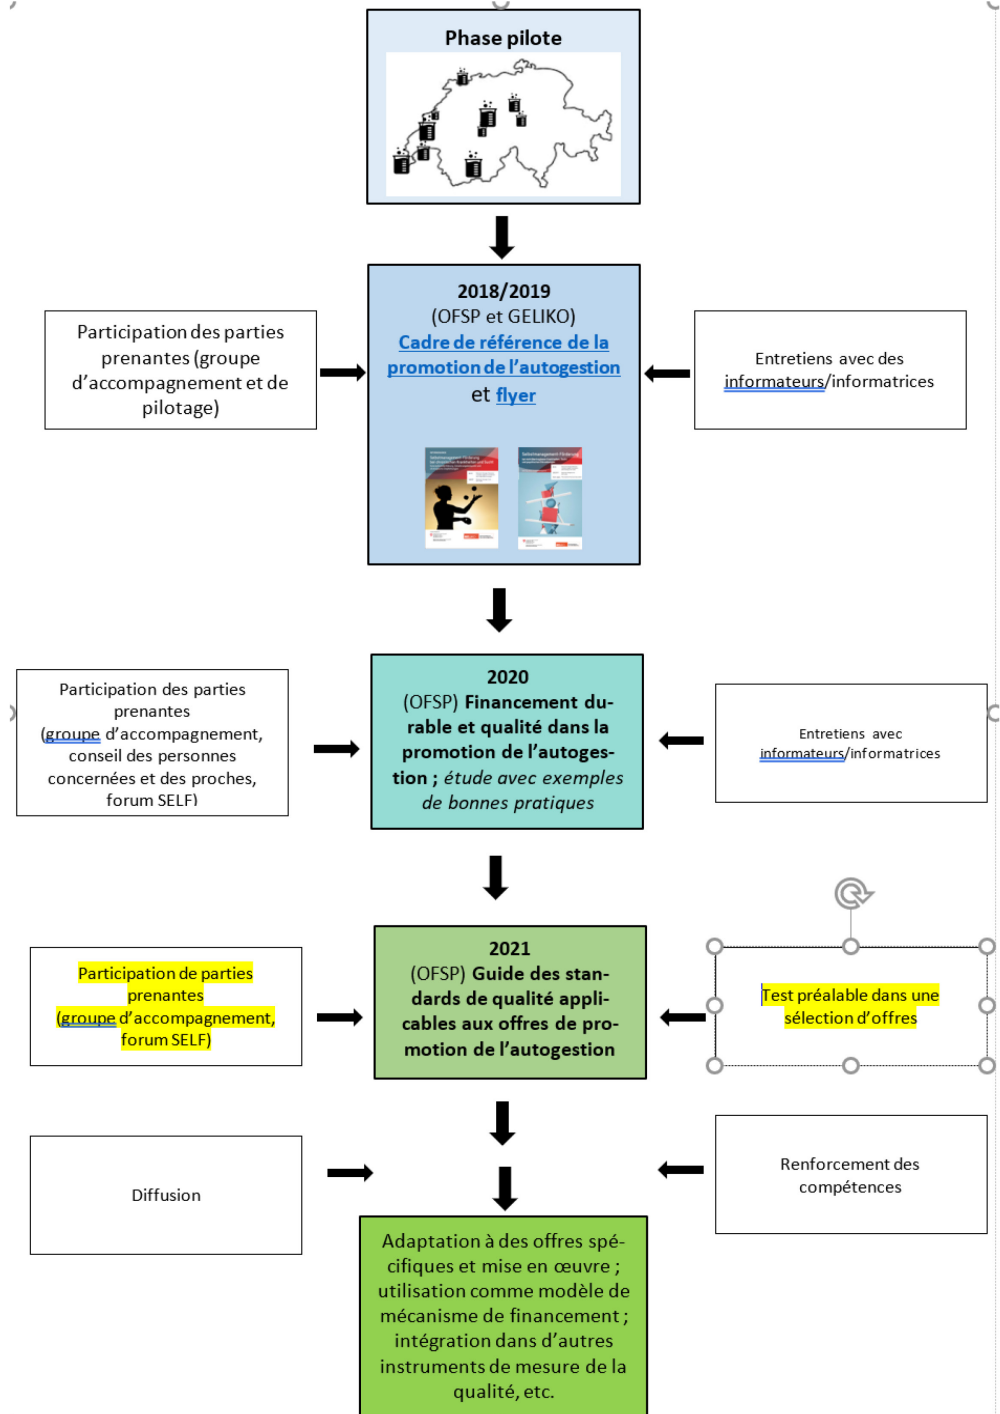 Phase pilote
2018/2019
(OFSP et GELIKO)
Cadre de référence de la
promotion de l’autogestion
et flyer
Participation des parties
prenantes (groupe
d’accompagnement et de
pilotage)
Entretiens avec des
informateurs/informatrices
2020
(OFSP) Financement du-
rable et qualité dans la
promotion de l’autoges-
tion ; étude avec exemples
de bonnes pratiques
Participation des parties
prenantes
(groupe d’accompagnement,
conseil des personnes
concernées et des proches,
forum SELF)
Entretiens avec
informateurs/informatrices
2021
(OFSP) Guide des stan-
dards de qualité appli-
cables aux offres de pro-
motion de l’autogestion
Participation de parties
prenantes
(groupe d’accompagnement,
forum SELF)
Test préalable dans une
sélection d’offres
Diffusion
Renforcement des
compétences
Adaptation à des offres spé-
cifiques et mise en œuvre ;
utilisation comme modèle de
mécanisme de financement ;
intégration dans d’autres
instruments de mesure de la
qualité, etc.